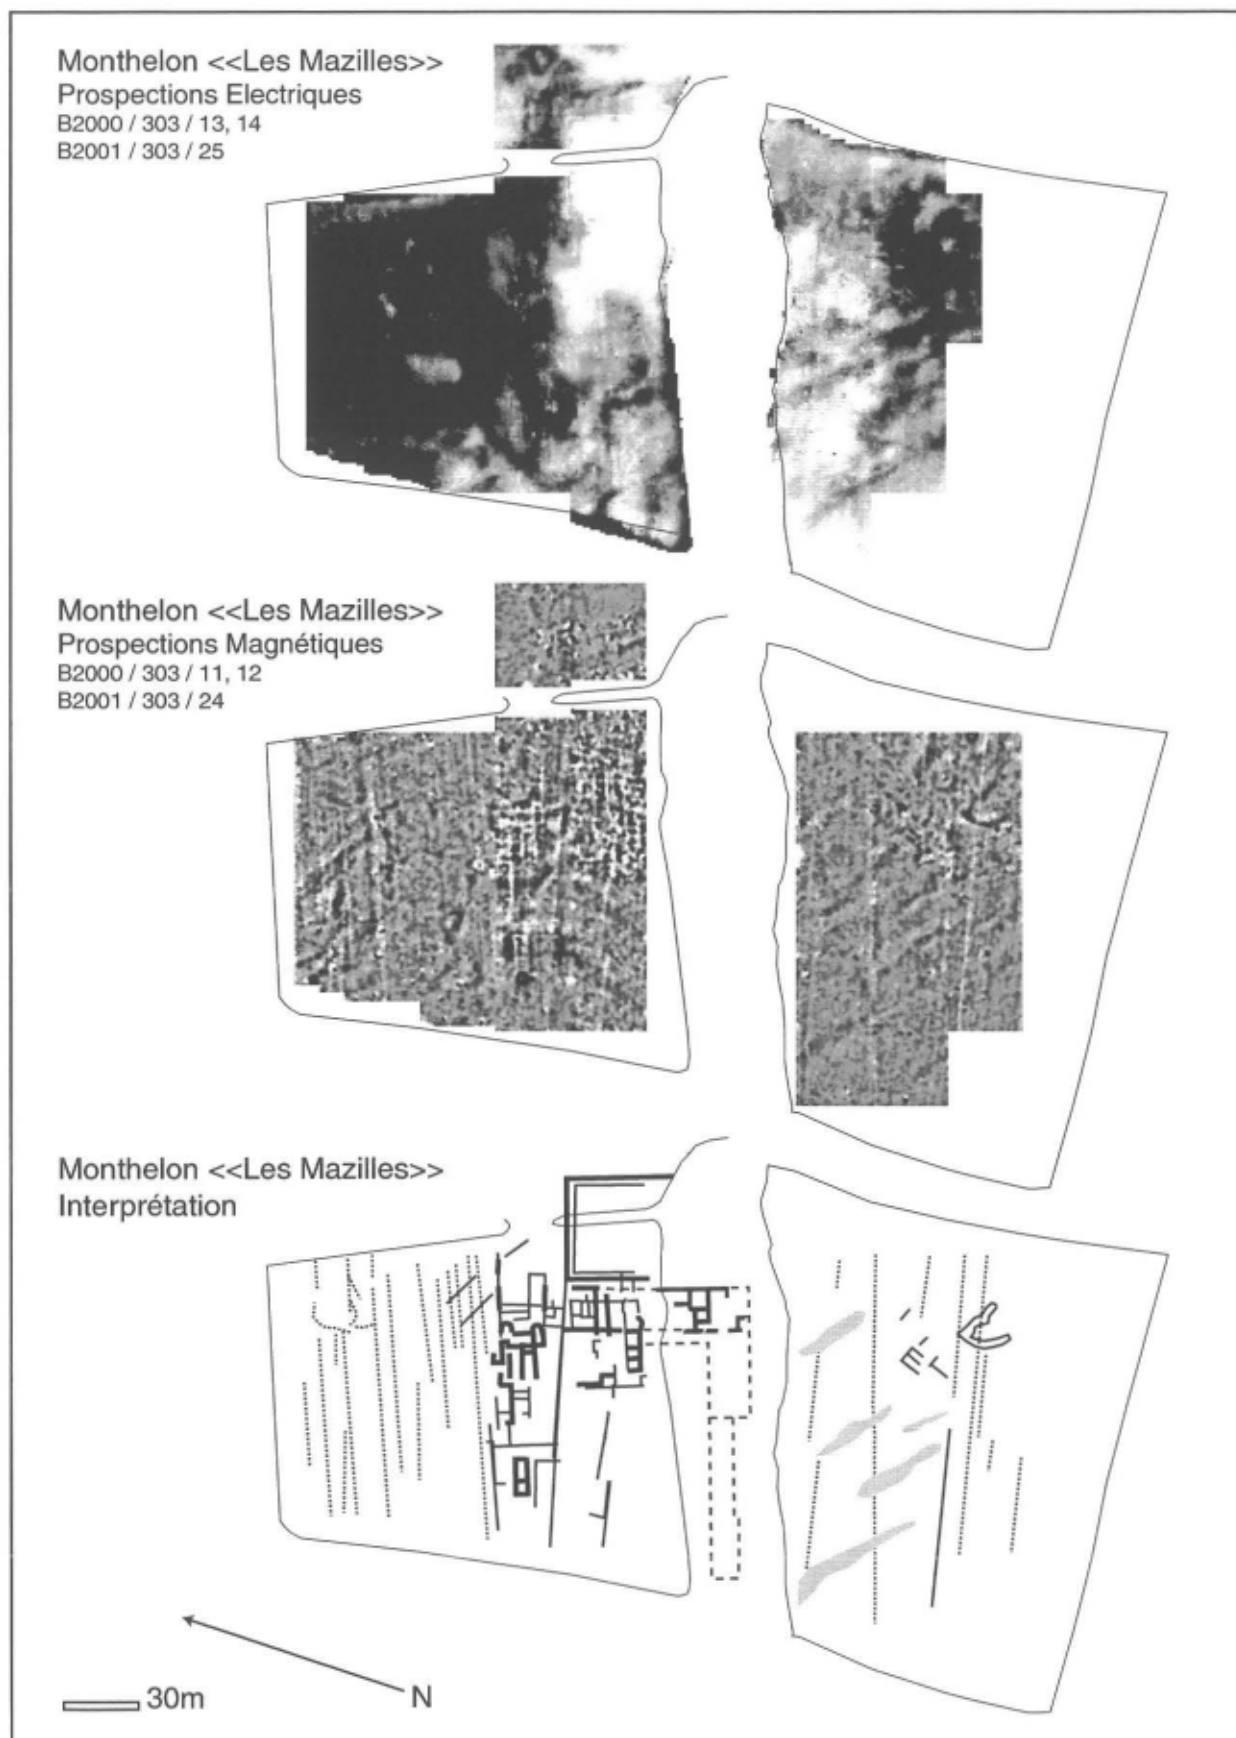 Monthelon <<Les Mazilles>>
Prospections Electriques
B2000 / 303 / 13, 14
B2001 / 303 / 25
Monthelon <<Les Mazilles>>
Prospections Magnétiques
B2000 / 303 / 11, 12
B2001 / 303 / 24
Monthelon <<Les Mazilles>>
Interprétation
N
30m